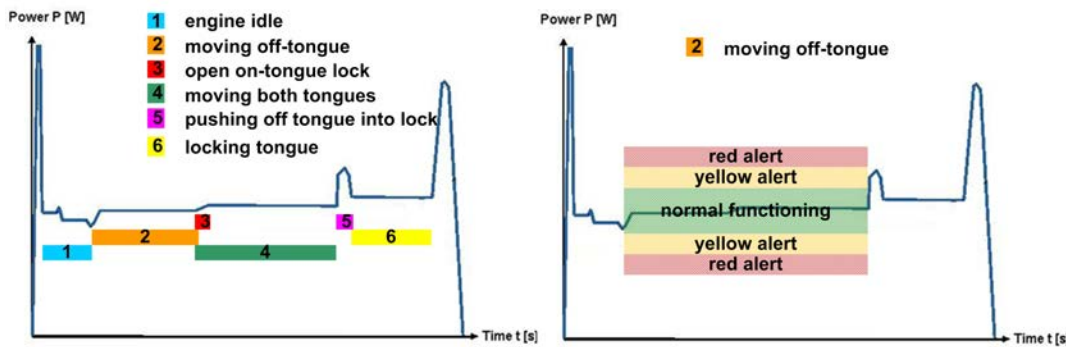 Power P [W]
1 engine idle
2 moving off-tongue
3 open on-tongue lock
4 moving both tongues
5 pushing off tongue into lock
6 locking tongue
3
5
2
6
1
4
Time t [s]
Power P [W]
2 moving off-tongue
red alert
yellow alert
normal functioning
yellow alert
red alert
Time t [s]